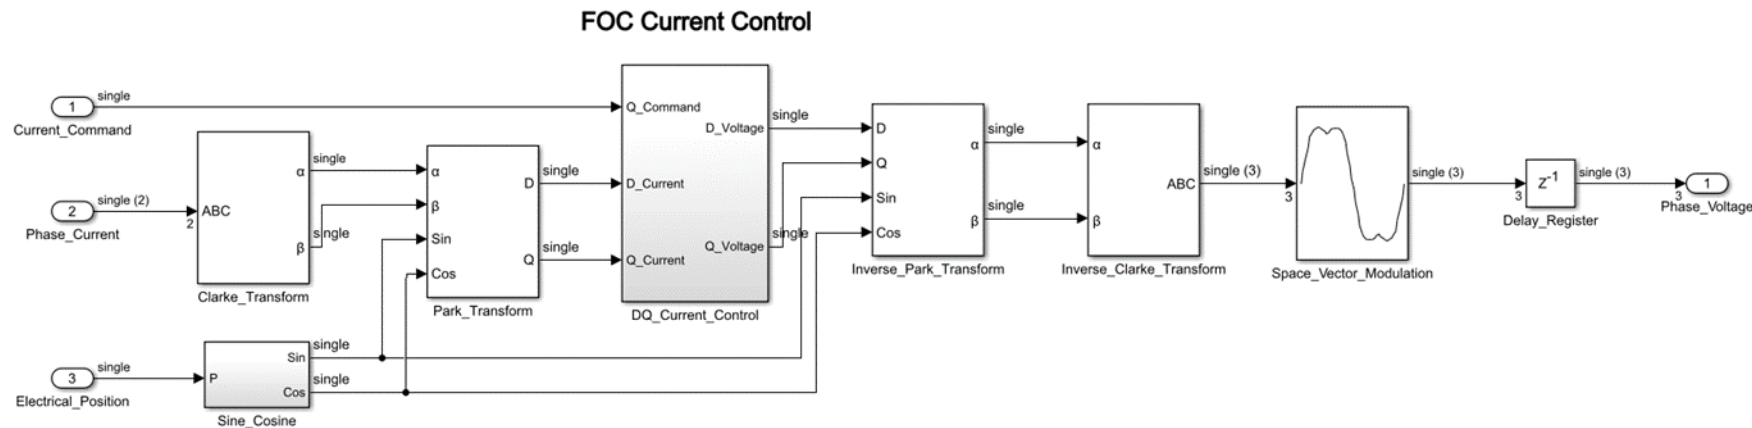 FOC Current Control
1
single
Current_Command
2
single (2)
2
Phase_Current
ABC
α
β
single
single
Clarke_Transform
3
single
Electrical_Position
P
Sin
Cos
single
single
Sine_Cosine
α
β
Sin
Cos
D
Q
single
single
Park_Transform
Q_Command
D_Current
Q_Current
D_Voltage
Q_Voltage
single
single
DQ_Current_Control
D
Q
Sin
Cos
α
β
single
single
Inverse_Park_Transform
α
β
ABC
single (3)
3
Inverse_Clarke_Transform
single (3)
3
Space_Vector_Modulation
z-1
single (3)
3
Delay_Register
1
Phase_Voltage